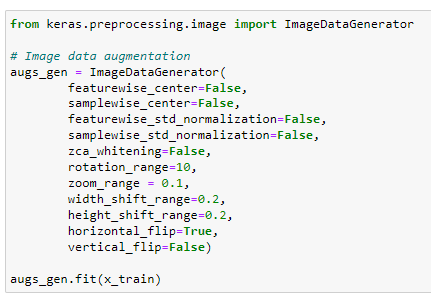 from keras.preprocessing.image import ImageDataGenerator

# Image data augmentation
augs_gen = ImageDataGenerator(
        featurewise_center=False,
        samplewise_center=False,
        featurewise_std_normalization=False,
        samplewise_std_normalization=False,
        zca_whitening=False,
        rotation_range=10,
        zoom_range = 0.1,
        width_shift_range=0.2,
        height_shift_range=0.2,
        horizontal_flip=True,
        vertical_flip=False)

augs_gen.fit(x_train)